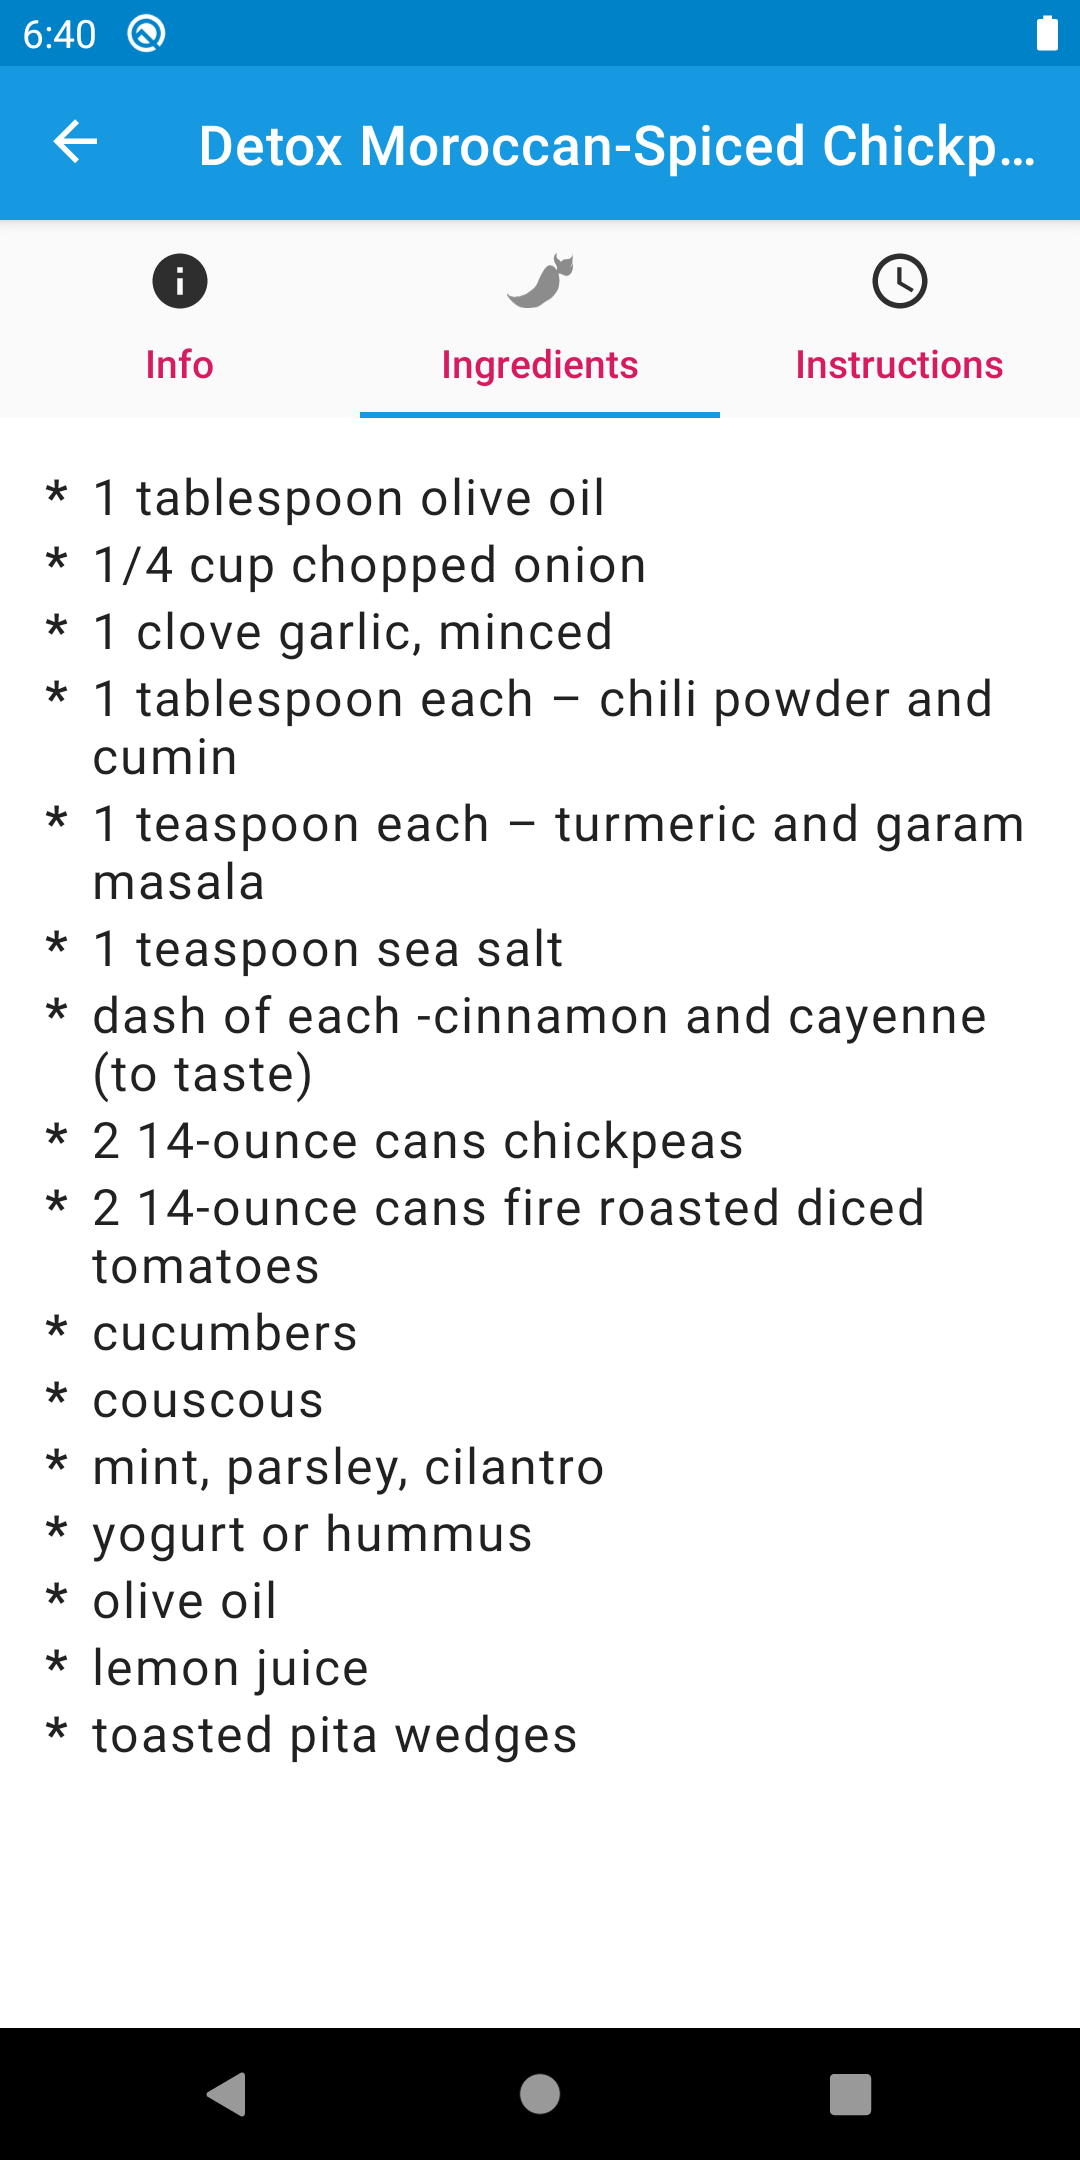 6:40
Detox Moroccan-Spiced Chickp...
Info
Ingredients
Instructions
* 1 tablespoon olive oil
* 1/4 cup chopped onion
* 1 clove garlic, minced
* 1 tablespoon each – chili powder and
cumin
* 1 teaspoon each – turmeric and garam
masala
* 1 teaspoon sea salt
* dash of each -cinnamon and cayenne
(to taste)
* 2 14-ounce cans chickpeas
* 2 14-ounce cans fire roasted diced
tomatoes
* cucumbers
* couscous
* mint, parsley, cilantro
* yogurt or hummus
* olive oil
* lemon juice
* toasted pita wedges